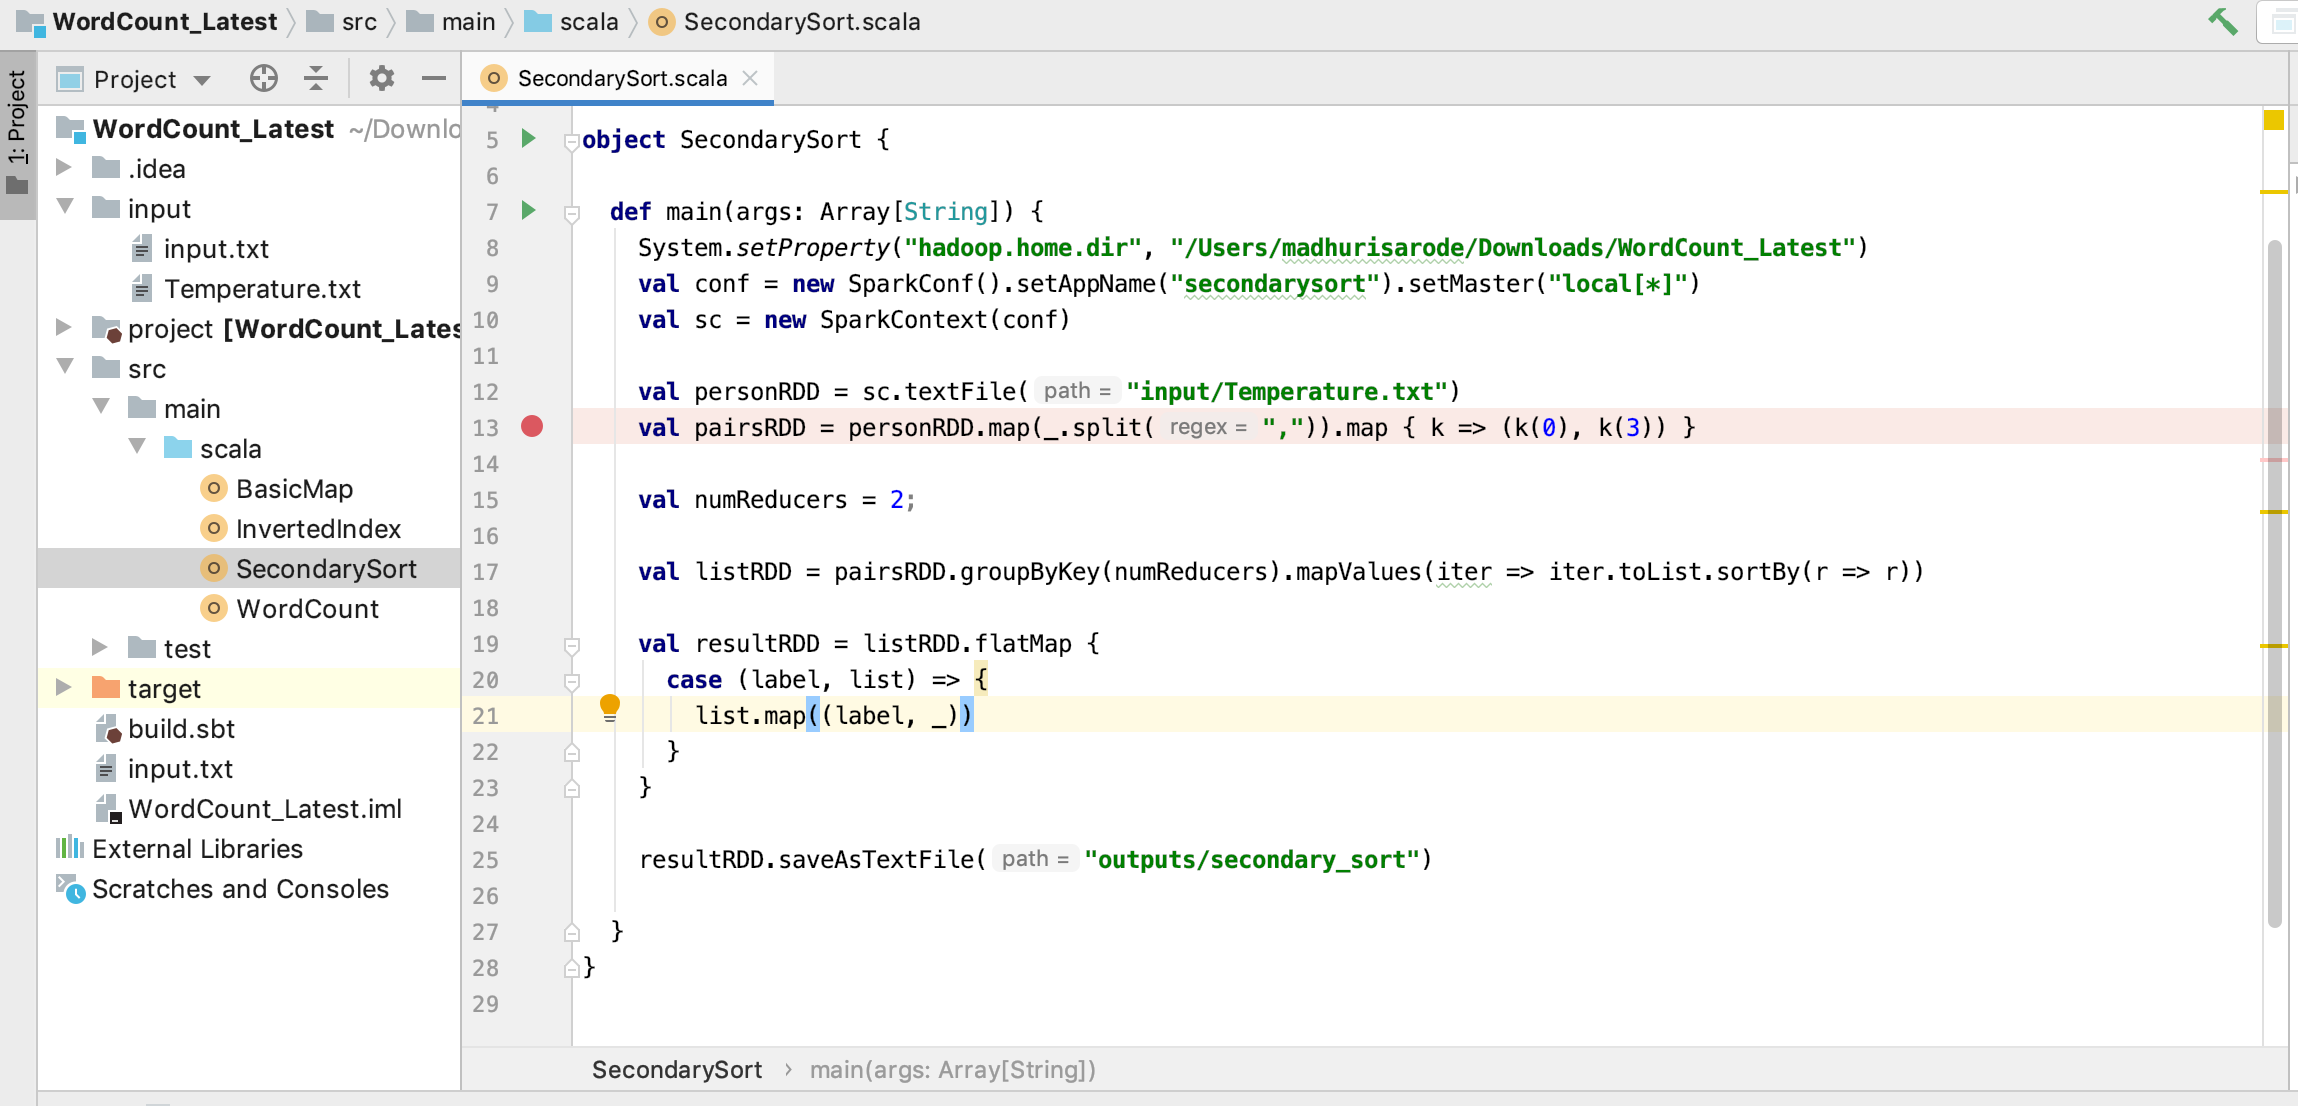 WordCount_Latest src main scala SecondarySort.scala
1: Project
Project
WordCount_Latest ~/Downlo
.idea
input
input.txt
Temperature.txt
project [WordCount_Lates
src
main
scala
BasicMap
InvertedIndex
SecondarySort
WordCount
test
target
build.sbt
input.txt
WordCount_Latest.iml
External Libraries
Scratches and Consoles
SecondarySort.scala
5 object SecondarySort {
6
7 def main(args: Array[String]) {
8 System.setProperty("hadoop.home.dir", "/Users/madhurisarode/Downloads/WordCount_Latest")
9 val conf = new SparkConf().setAppName("secondarysort").setMaster("local[*]")
10 val sc = new SparkContext(conf)
11
12 val personRDD = sc.textFile( path = "input/Temperature.txt")
13 val pairsRDD = personRDD.map(_.split( regex = ",")).map { k => (k(0), k(3)) }
14
15 val numReducers = 2;
16
17 val listRDD = pairsRDD.groupByKey(numReducers).mapValues(iter => iter.toList.sortBy(r => r))
18
19 val resultRDD = listRDD.flatMap {
20 case (label, list) => {
21 list.map((label, _))
22 }
23 }
24
25 resultRDD.saveAsTextFile( path = "outputs/secondary_sort")
26
27 }
28 }
29
SecondarySort › main(args: Array[String])